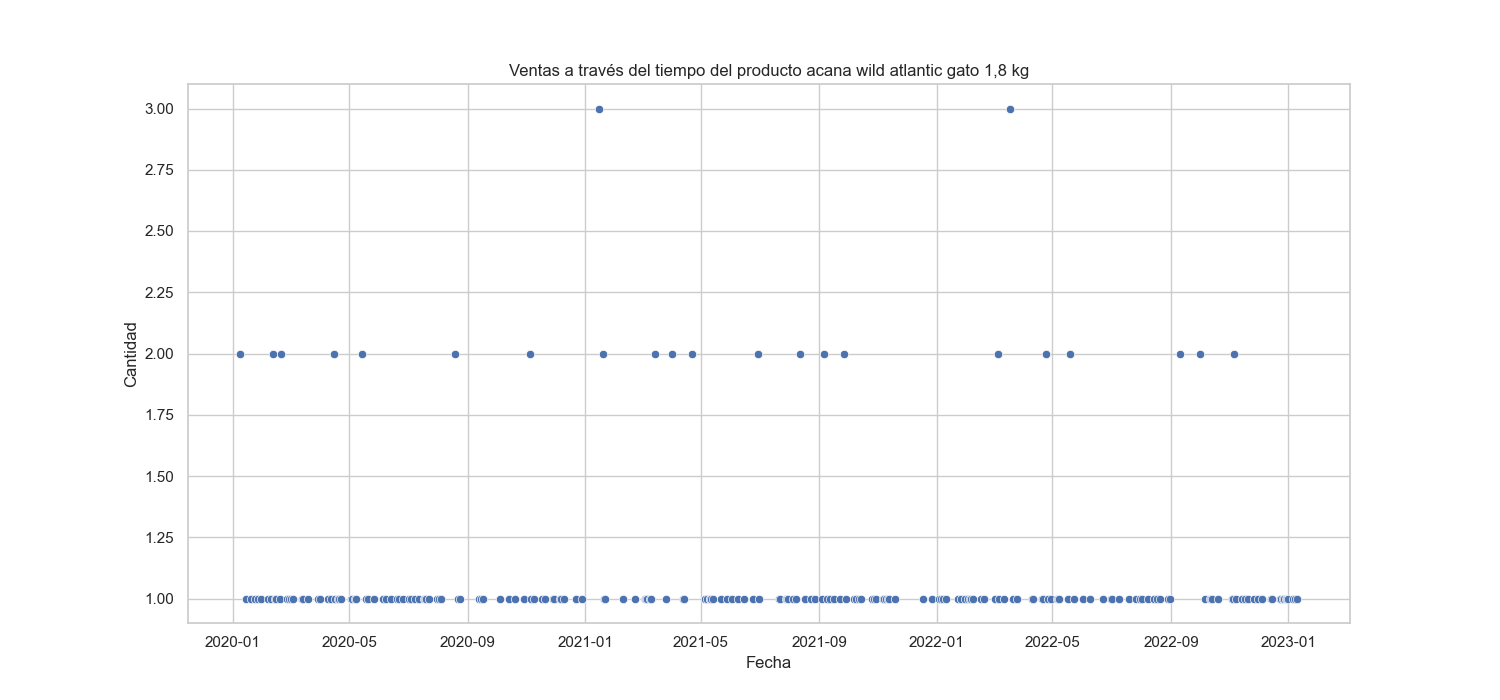 Ventas a través del tiempo del producto acana wild atlantic gato 1,8 kg
3.00
2.75
2.50
2.25
2.00
1.75
1.50
1.25
1.00
Cantidad
2020-01 2020-05 2020-09 2021-01 2021-05 2021-09 2022-01 2022-05 2022-09 2023-01
Fecha